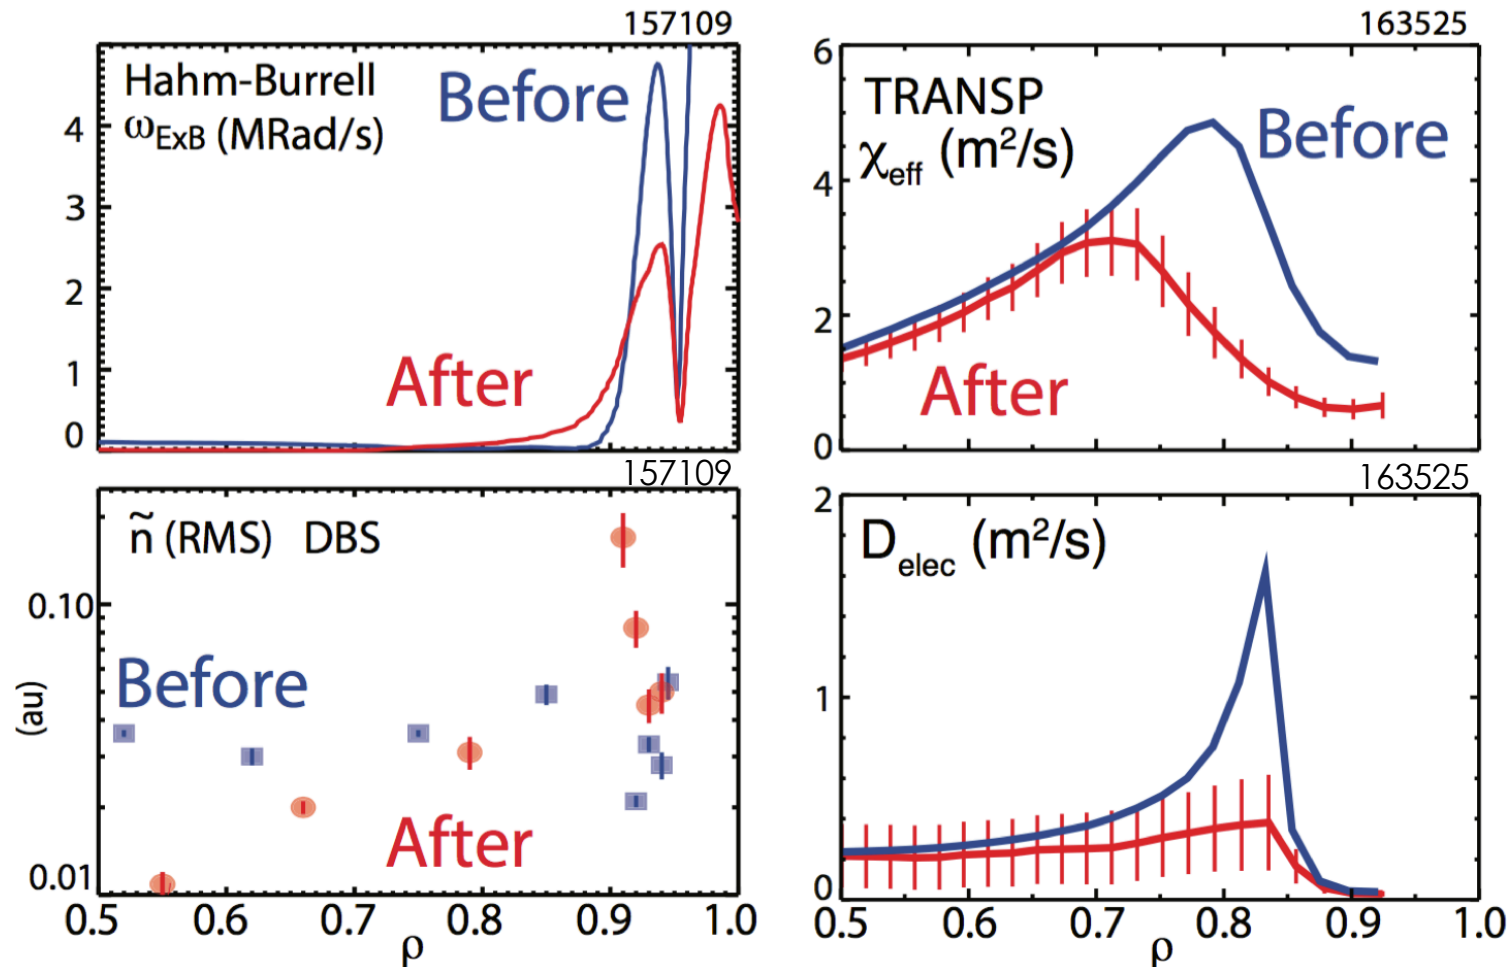 157109
Hahm-Burrell
ω_ExB (MRad/s)
Before
After
4
3
2
1
0
163525
TRANSP
χ_eff (m²/s)
Before
After
6
4
2
0
157109
ñ (RMS) DBS
Before
After
(au)
0.10
0.01
0.5 0.6 0.7 0.8 0.9 1.0
ρ
163525
D_elec (m²/s)
2
1
0
0.5 0.6 0.7 0.8 0.9 1.0
ρ